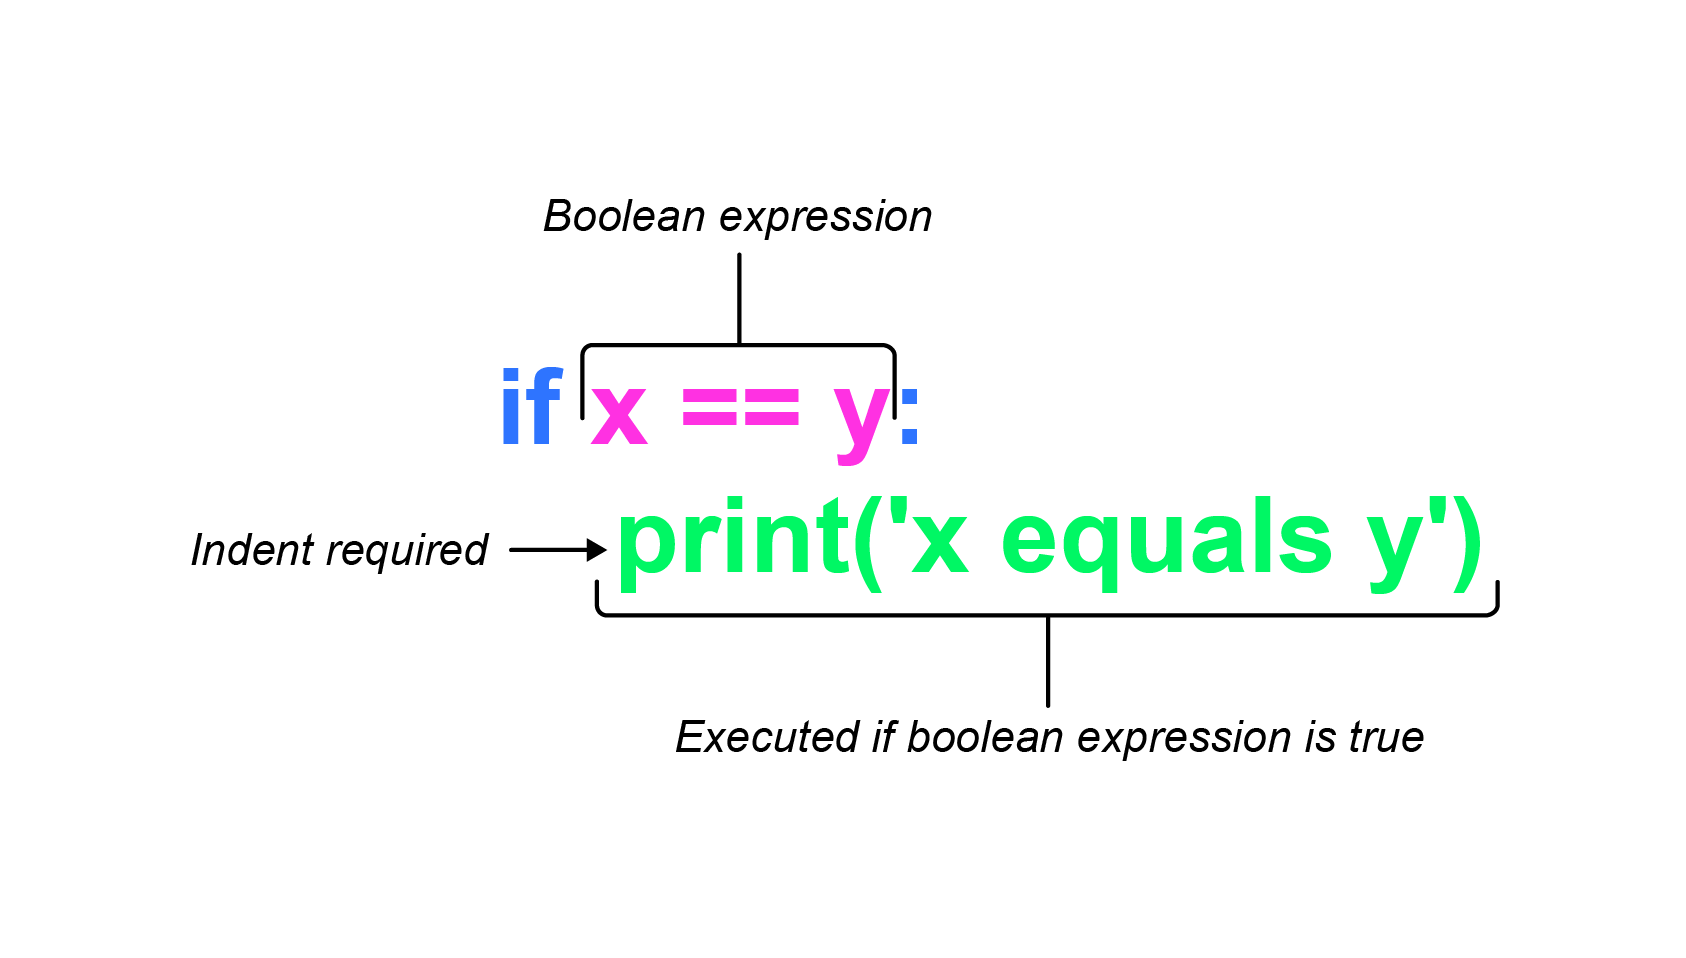 Boolean expression
if x == y:
Indent required
print('x equals y')
Executed if boolean expression is true